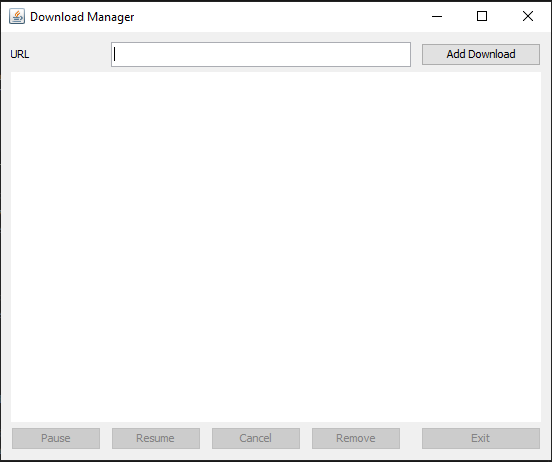 Download Manager
URL Add Download
Pause Resume Cancel Remove Exit